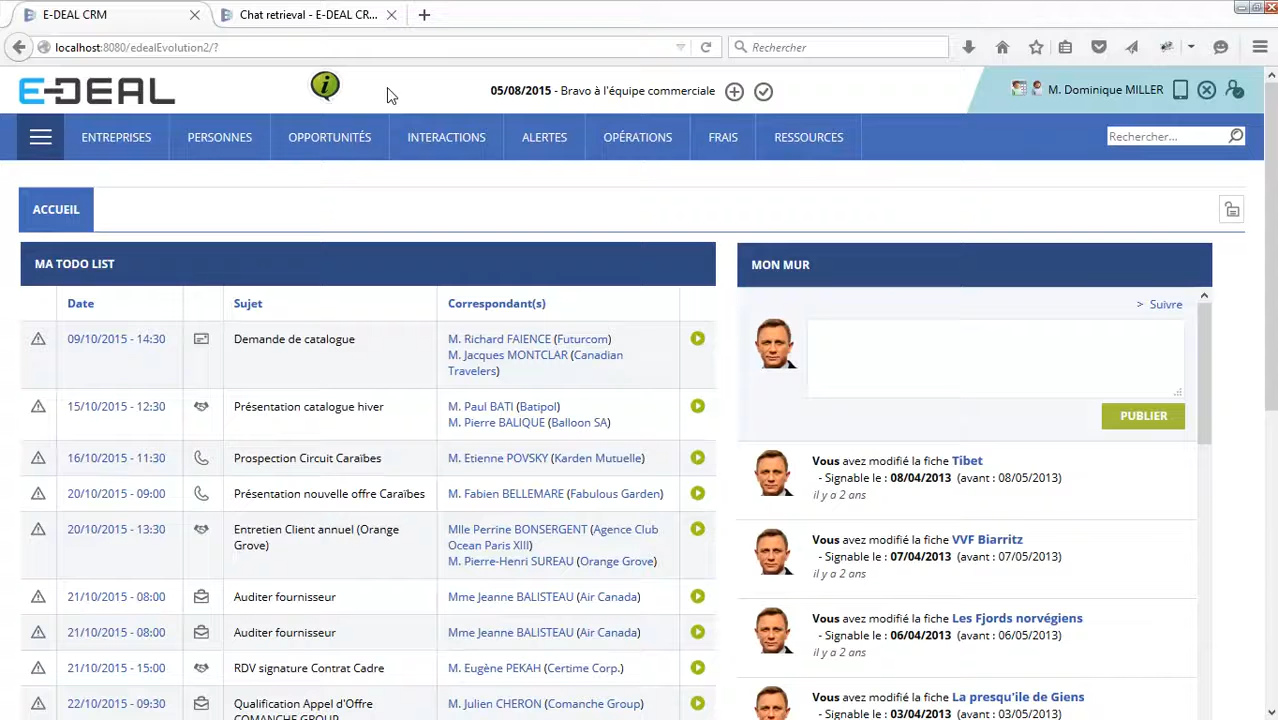 E-DEAL CRM
Chat retrieval - E-DEAL CR...
localhost:8080/edealEvolution2/?
Rechercher
E-DEAL
i
05/08/2015 - Bravo à l'équipe commerciale
M. Dominique MILLER
ENTREPRISES
PERSONNES
OPPORTUNITÉS
INTERACTIONS
ALERTES
OPÉRATIONS
FRAIS
RESSOURCES
Rechercher...
ACCUEIL
MA TODO LIST
Date
Sujet
Correspondant(s)
09/10/2015 - 14:30
Demande de catalogue
M. Richard FAIENCE (Futurcom)
M. Jacques MONTCLAR (Canadian
Travelers)
15/10/2015 - 12:30
Présentation catalogue hiver
M. Paul BATI (Batipol)
M. Pierre BALIQUE (Balloon SA)
16/10/2015 - 11:30
Prospection Circuit Caraïbes
M. Etienne POVSKY (Karden Mutuelle)
20/10/2015 - 09:00
Présentation nouvelle offre Caraïbes
M. Fabien BELLEMARE (Fabulous Garden)
20/10/2015 - 13:30
Entretien Client annuel (Orange
Grove)
Mlle Perrine BONSERGENT (Agence Club
Ocean Paris XIII)
M. Pierre-Henri SUREAU (Orange Grove)
21/10/2015 - 08:00
Auditer fournisseur
Mme Jeanne BALISTEAU (Air Canada)
21/10/2015 - 08:00
Auditer fournisseur
Mme Jeanne BALISTEAU (Air Canada)
21/10/2015 - 15:00
RDV signature Contrat Cadre
M. Eugène PEKAH (Certime Corp.)
22/10/2015 - 09:30
Qualification Appel d'Offre
COMANCHE GROUP
M. Julien CHERON (Comanche Group)
MON MUR
> Suivre
PUBLIER
Vous avez modifié la fiche Tibet
- Signable le : 08/04/2013 (avant : 08/05/2013)
il y a 2 ans
Vous avez modifié la fiche VVF Biarritz
- Signable le : 07/04/2013 (avant : 07/05/2013)
il y a 2 ans
Vous avez modifié la fiche Les Fjords norvégiens
- Signable le : 06/04/2013 (avant : 06/05/2013)
il y a 2 ans
Vous avez modifié la fiche La presqu'ile de Giens
- Signable le : 03/04/2013 (avant : 03/05/2013)